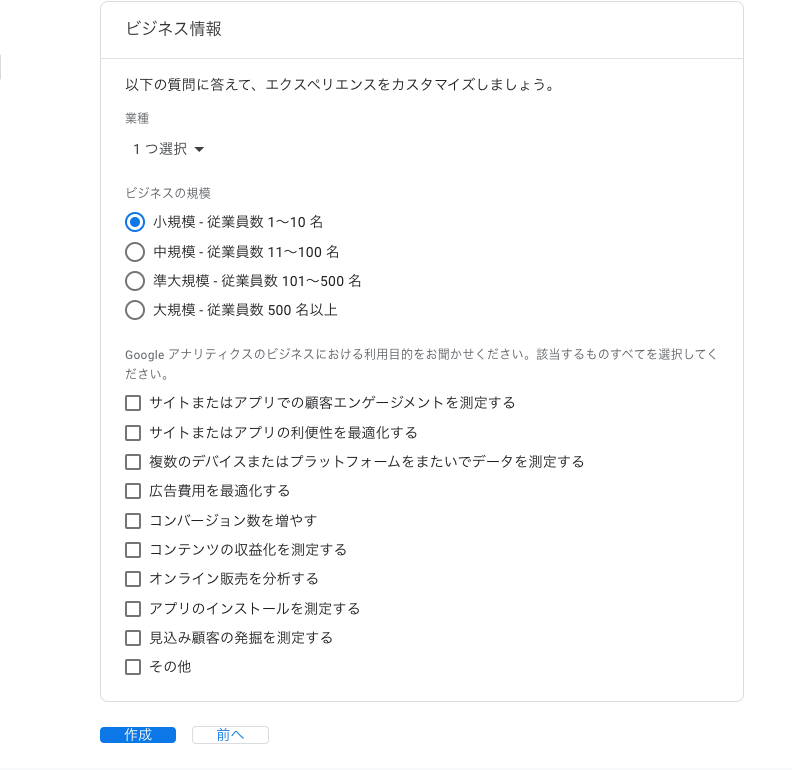 ビジネス情報
以下の質問に答えて、エクスペリエンスをカスタマイズしましょう。
業種
1 つ選択
ビジネスの規模
小規模 - 従業員数 1～10 名
中規模 - 従業員数 11～100 名
準大規模 - 従業員数 101～500 名
大規模 - 従業員数 500 名以上
Google アナリティクスのビジネスにおける利用目的をお聞かせください。該当するものすべてを選択してく
ださい。
サイトまたはアプリでの顧客エンゲージメントを測定する
サイトまたはアプリの利便性を最適化する
複数のデバイスまたはプラットフォームをまたいでデータを測定する
広告費用を最適化する
コンバージョン数を増やす
コンテンツの収益化を測定する
オンライン販売を分析する
アプリのインストールを測定する
見込み顧客の発掘を測定する
その他
作成 前へ